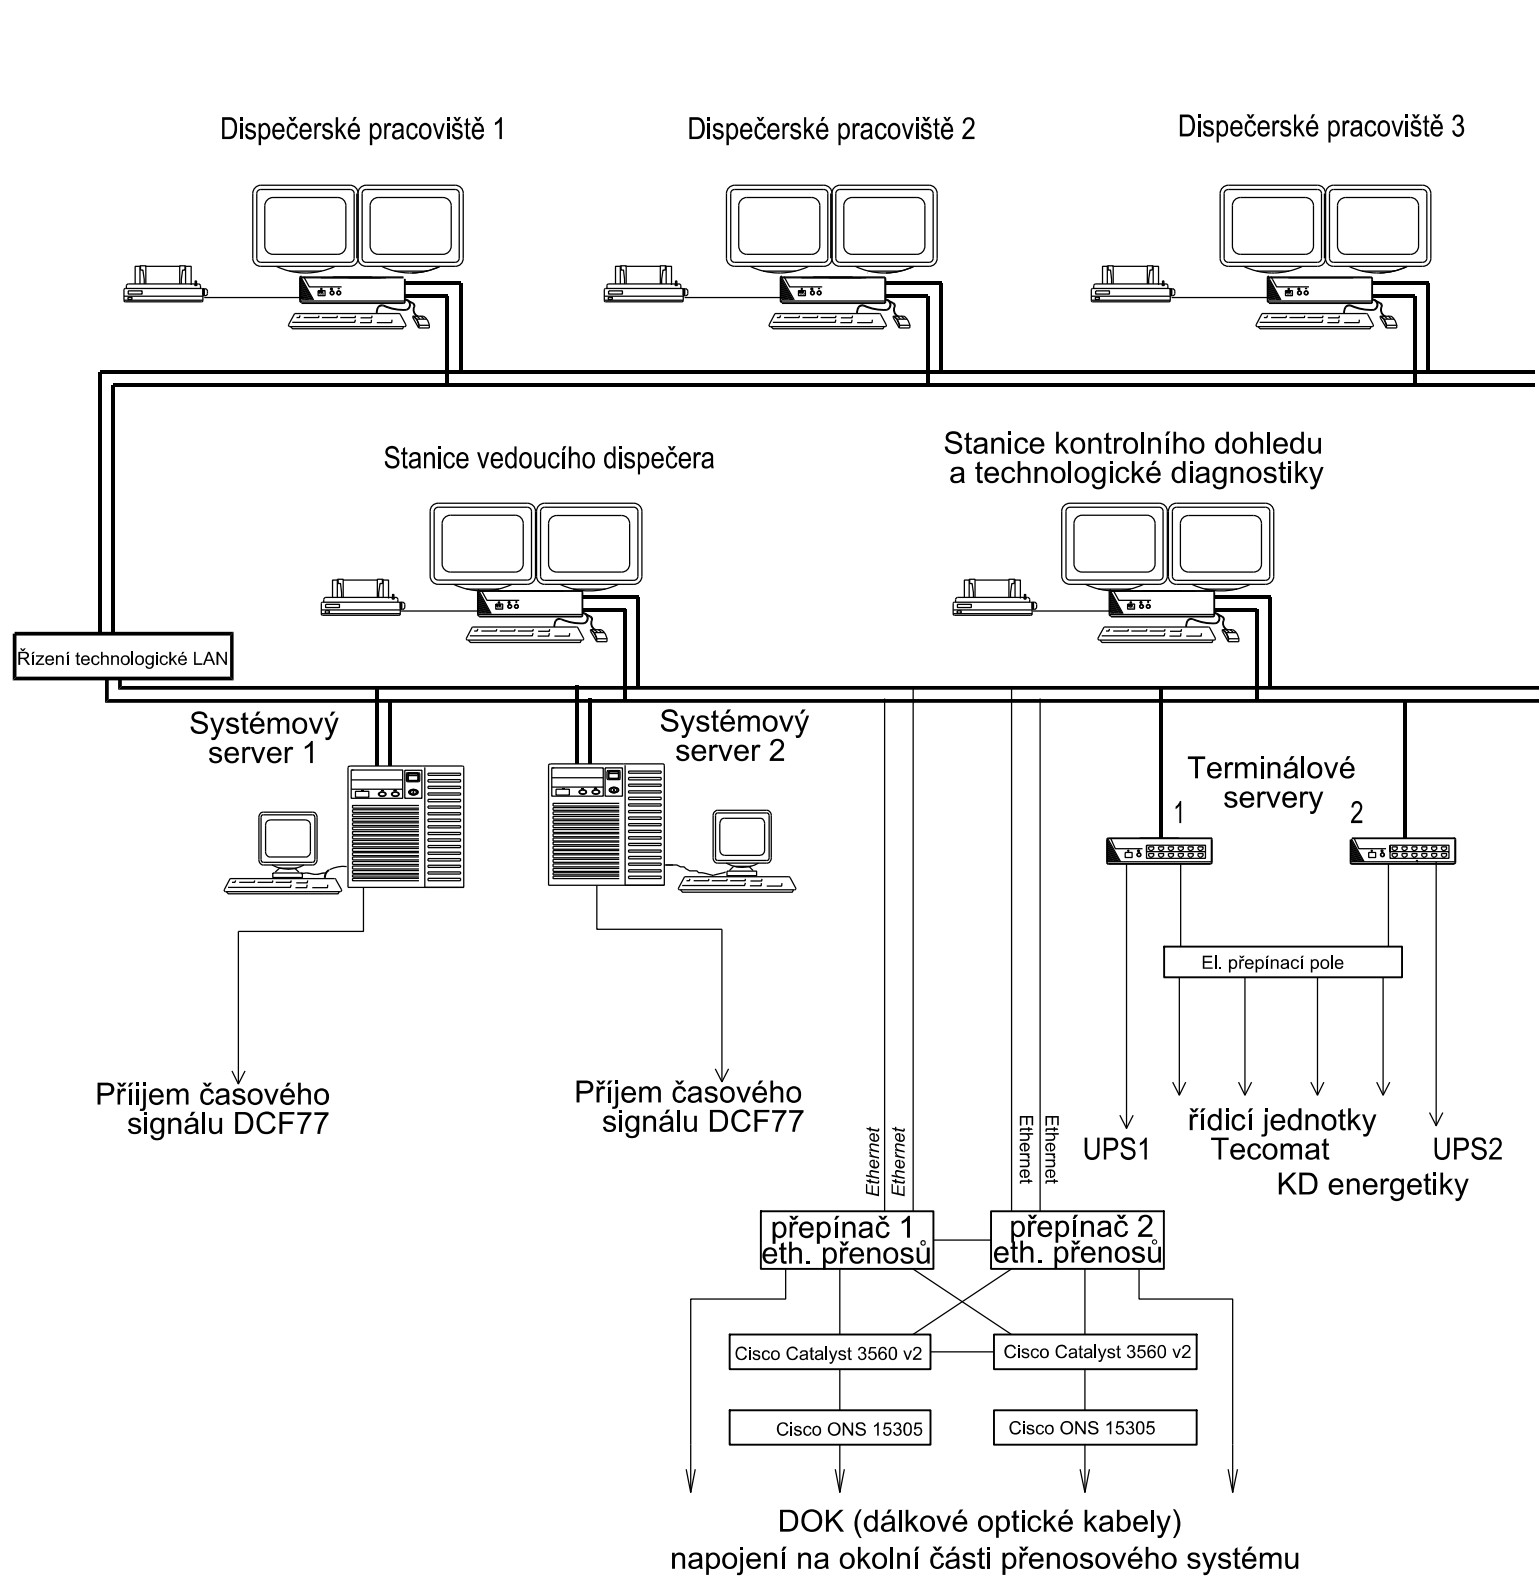 Dispečerské pracoviště 1
Dispečerské pracoviště 2
Dispečerské pracoviště 3
Stanice vedoucího dispečera
Stanice kontrolního dohledu
a technologické diagnostiky
Řízení technologické LAN
Systémový
server 1
Systémový
server 2
Terminálové
servery
1
2
El. přepínací pole
Přiijem časového
signálu DCF77
Příjem časového
signálu DCF77
řídicí jednotky
Tecomat
UPS1
UPS2
KD energetiky
Ethernet
Ethernet
Ethernet
Ethernet
přepínač 1
eth. přenosů
přepínač 2
eth. přenosů
Cisco Catalyst 3560 v2
Cisco Catalyst 3560 v2
Cisco ONS 15305
Cisco ONS 15305
DOK (dálkové optické kabely)
napojení na okolní části přenosového systému